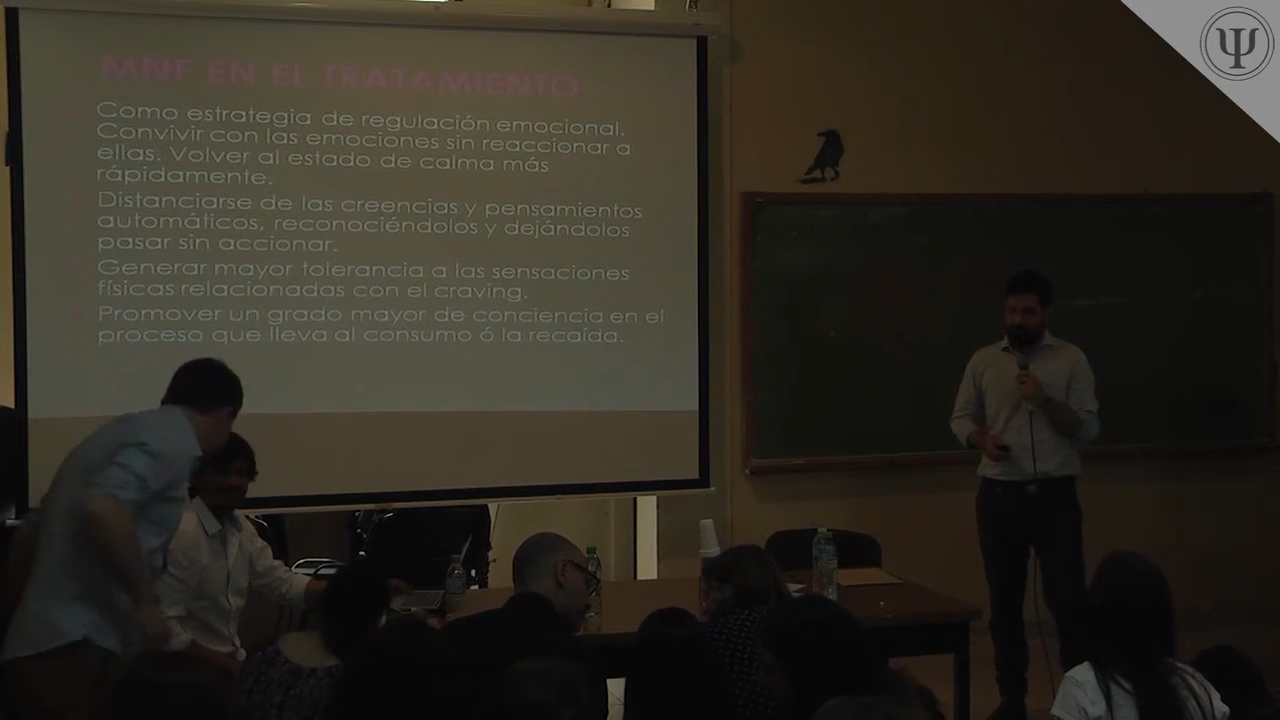 MNF EN EL TRATAMIENTO:
Como estrategia de regulación emocional.
Convivir con las emociones sin reaccionar a
ellas. Volver al estado de calma más
rápidamente.
Distanciarse de las creencias y pensamientos
automáticos, reconociéndolos y dejándolos
pasar sin accionar.
Generar mayor tolerancia a las sensaciones
físicas relacionadas con el craving.
Promover un grado mayor de conciencia en el
proceso que lleva al consumo ó la recaída.
Ψ